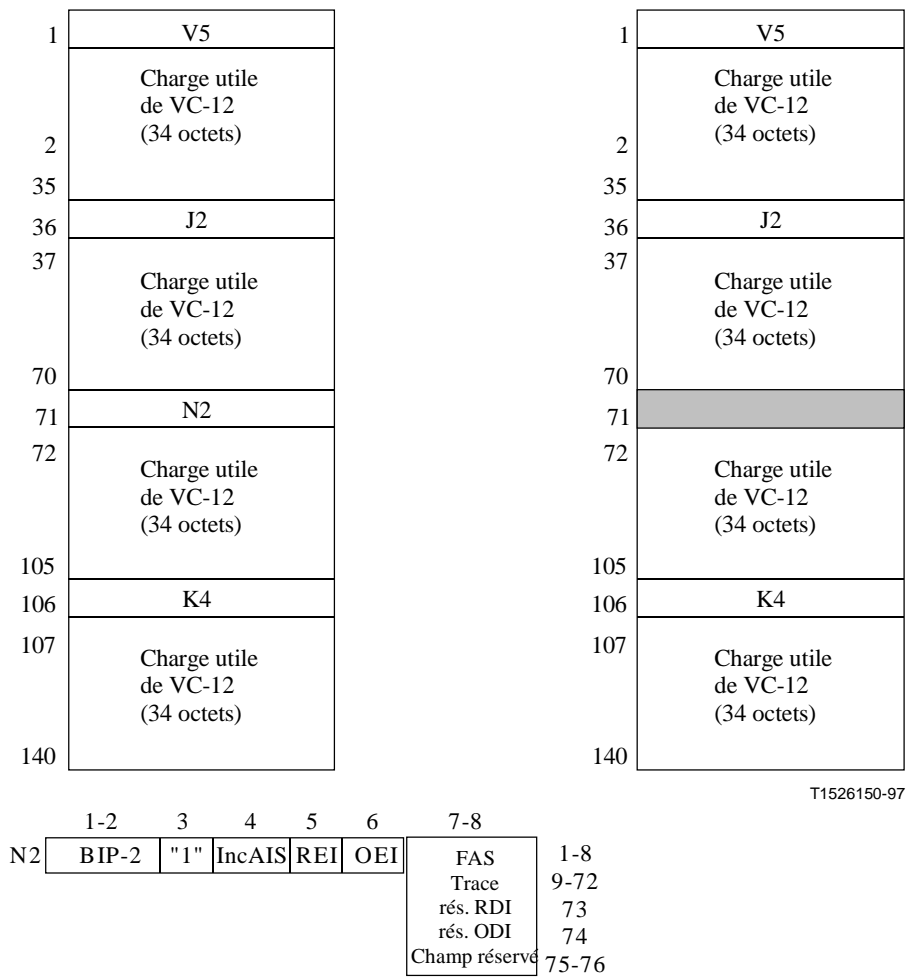 1 V5
Charge utile
de VC-12
(34 octets)
2
35
36 J2
37
Charge utile
de VC-12
(34 octets)
70
71 N2
72
Charge utile
de VC-12
(34 octets)
105
106 K4
107
Charge utile
de VC-12
(34 octets)
140
1 V5
Charge utile
de VC-12
(34 octets)
2
35
36 J2
37
Charge utile
de VC-12
(34 octets)
70
71
72
Charge utile
de VC-12
(34 octets)
105
106 K4
107
Charge utile
de VC-12
(34 octets)
140
T1526150-97
1-2 3 4 5 6 7-8
N2 BIP-2 "1" IncAIS REI OEI
FAS 1-8
Trace 9-72
rés. RDI 73
rés. ODI 74
Champ réservé 75-76